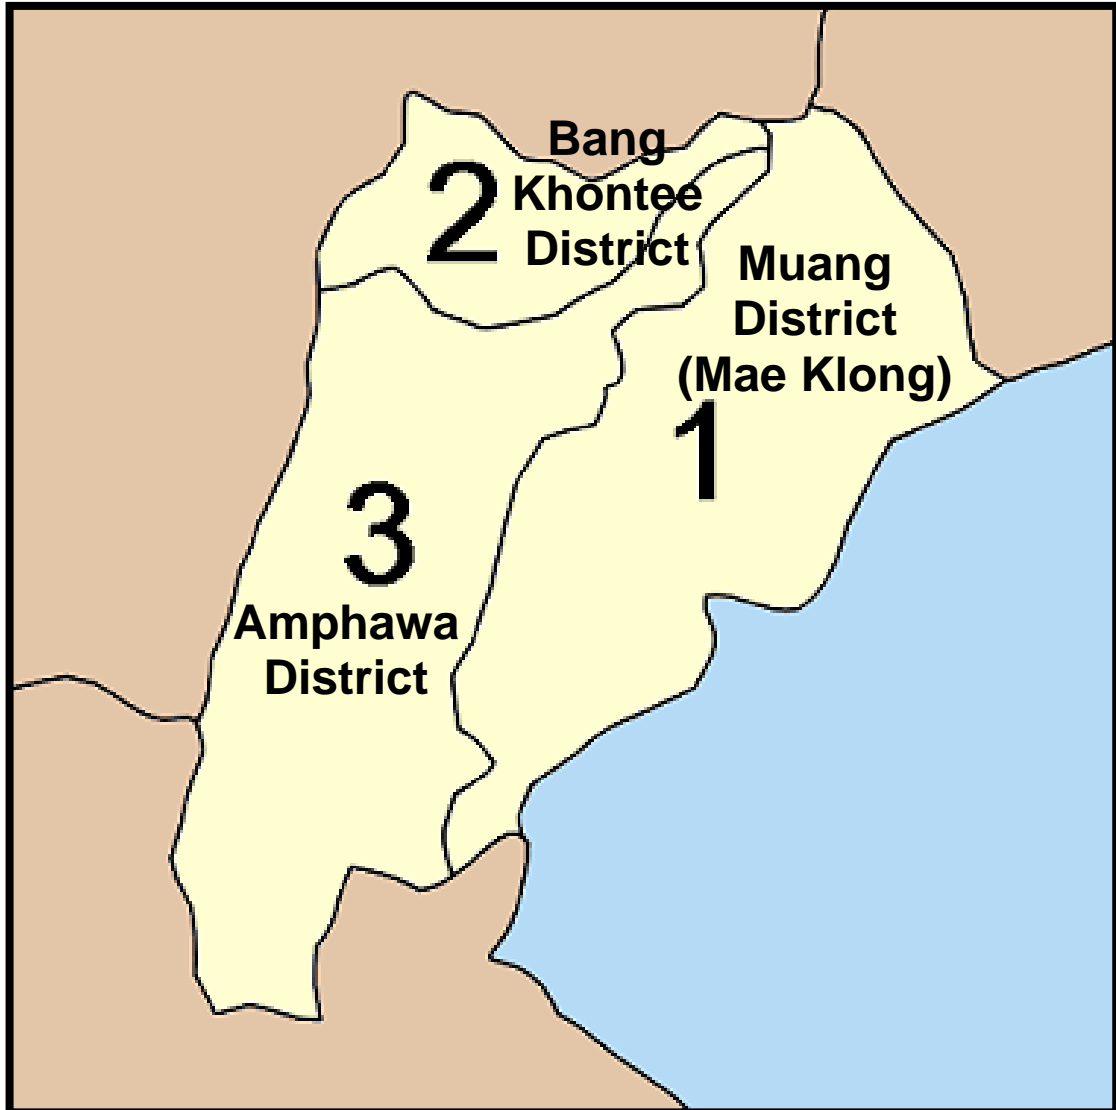 2
Bang
Khontee
District
Muang
District
(Mae Klong)
1
3
Amphawa
District